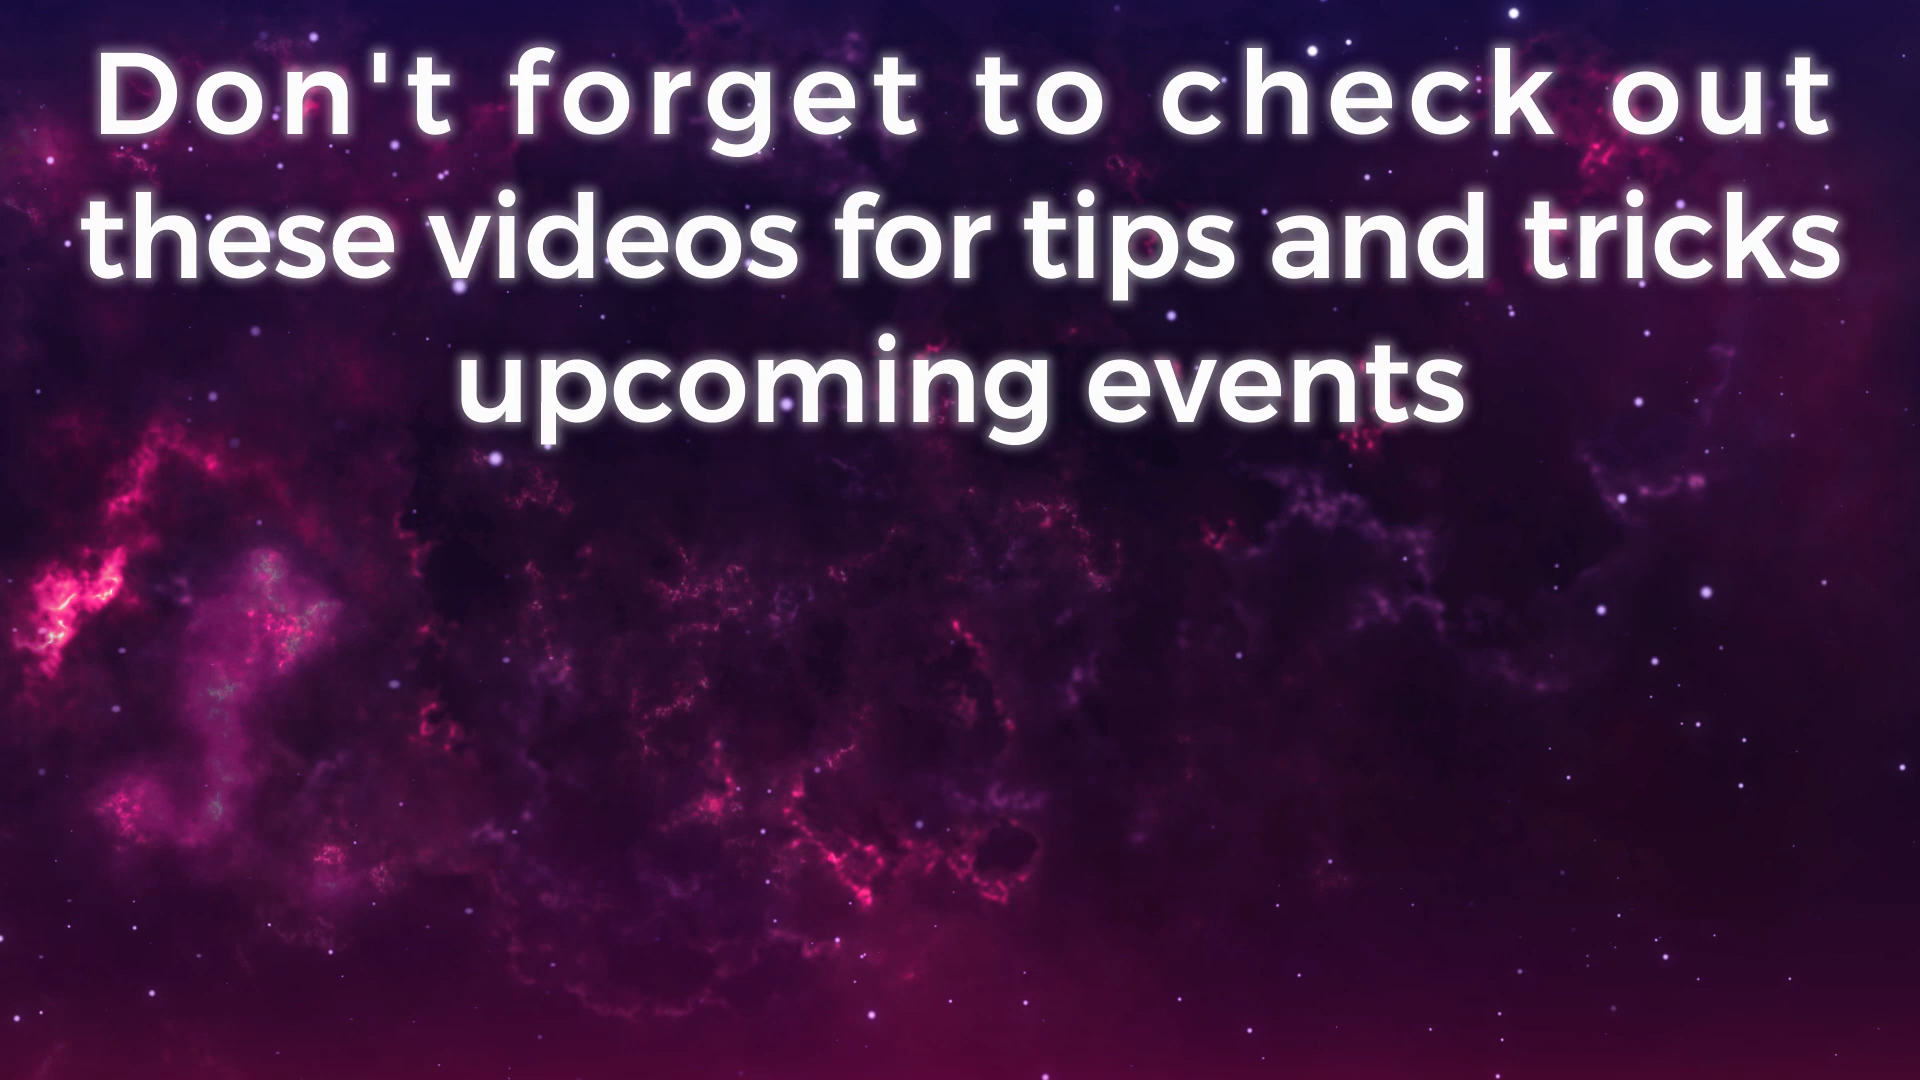 Don't forget to check out
these videos for tips and tricks
upcoming events